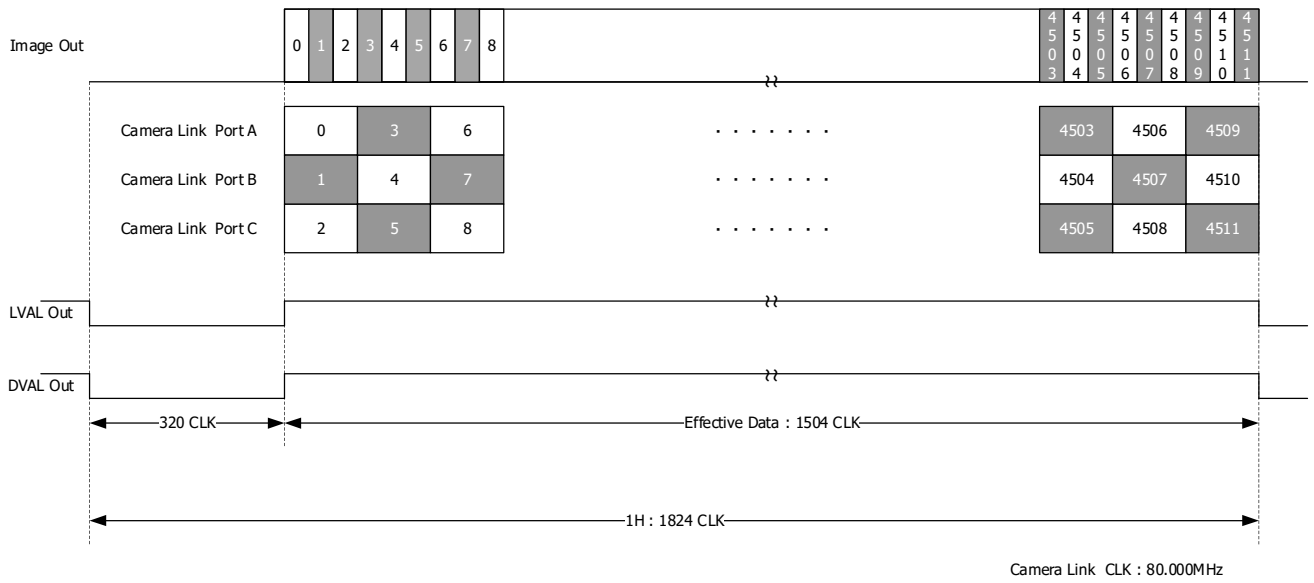 Image Out 0 1 2 3 4 5 6 7 8 4503 4504 4505 4506 4507 4508 4509 4510 4511
Camera Link Port A 0 3 6 . . . . . . . 4503 4506 4509
Camera Link Port B 1 4 7 . . . . . . . 4504 4507 4510
Camera Link Port C 2 5 8 . . . . . . . 4505 4508 4511
LVAL Out
DVAL Out
320 CLK Effective Data : 1504 CLK
1H : 1824 CLK
Camera Link CLK : 80.000MHz